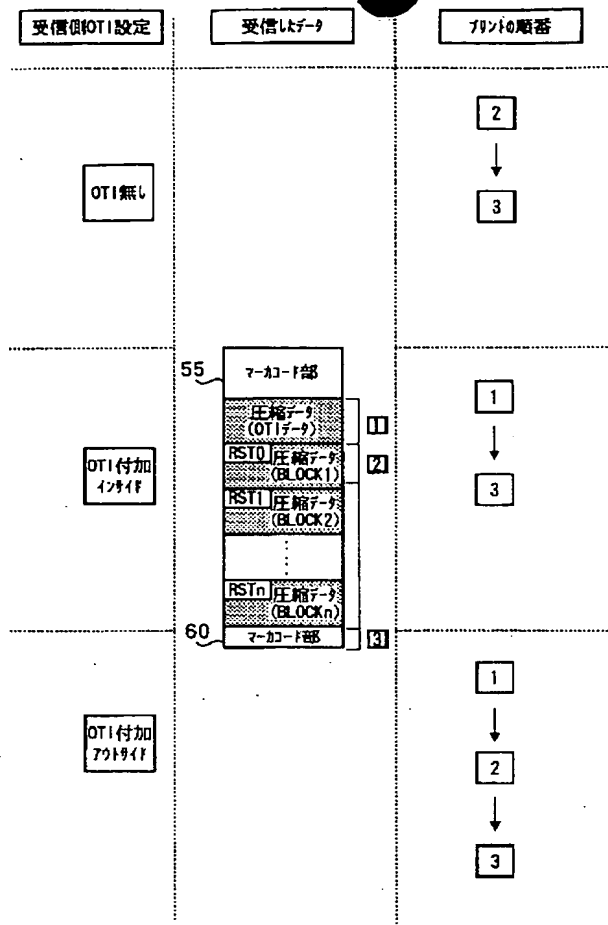 受信側OTI設定
受信したデータ
プリントの順番
OTI無し
2
3
55
マーカコード部
圧縮データ
(OTIデータ)
1
RST0 圧縮データ
(BLOCK1)
2
RST1 圧縮データ
(BLOCK2)
RSTn 圧縮データ
(BLOCKn)
60
マーカコード部
3
OTI付加
インサイド
1
3
OTI付加
アウトサイド
1
2
3